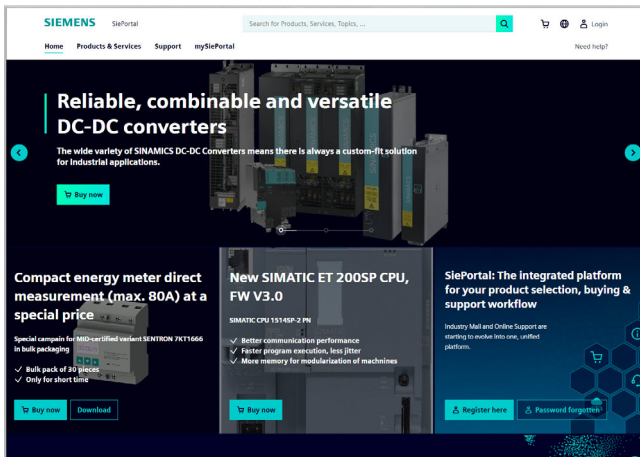 SIEMENS SiePortal
Search for Products, Services, Topics, ...
Login
Home Products & Services Support mySiePortal
Need help?
Reliable, combinable and versatile
DC-DC converters
The wide variety of SINAMICS DC-DC Converters means there is always a custom-fit solution
for industrial applications.
Buy now
Compact energy meter direct
measurement (max. 80A) at a
special price
Special campain for MID-certified variant SENTRON 7KT1666
in bulk packaging
Bulk pack of 30 pieces
Only for short time
Buy now Download
New SIMATIC ET 200SP CPU,
FW V3.0
SIMATIC CPU 1514SP-2 PN
Better communication performance
Faster program execution, less jitter
More memory for modularization of machnines
Buy now
SiePortal: The integrated platform
for your product selection, buying &
support workflow
Industry Mall and Online Support are
starting to evolve into one, unified
platform.
Register here Password forgotten